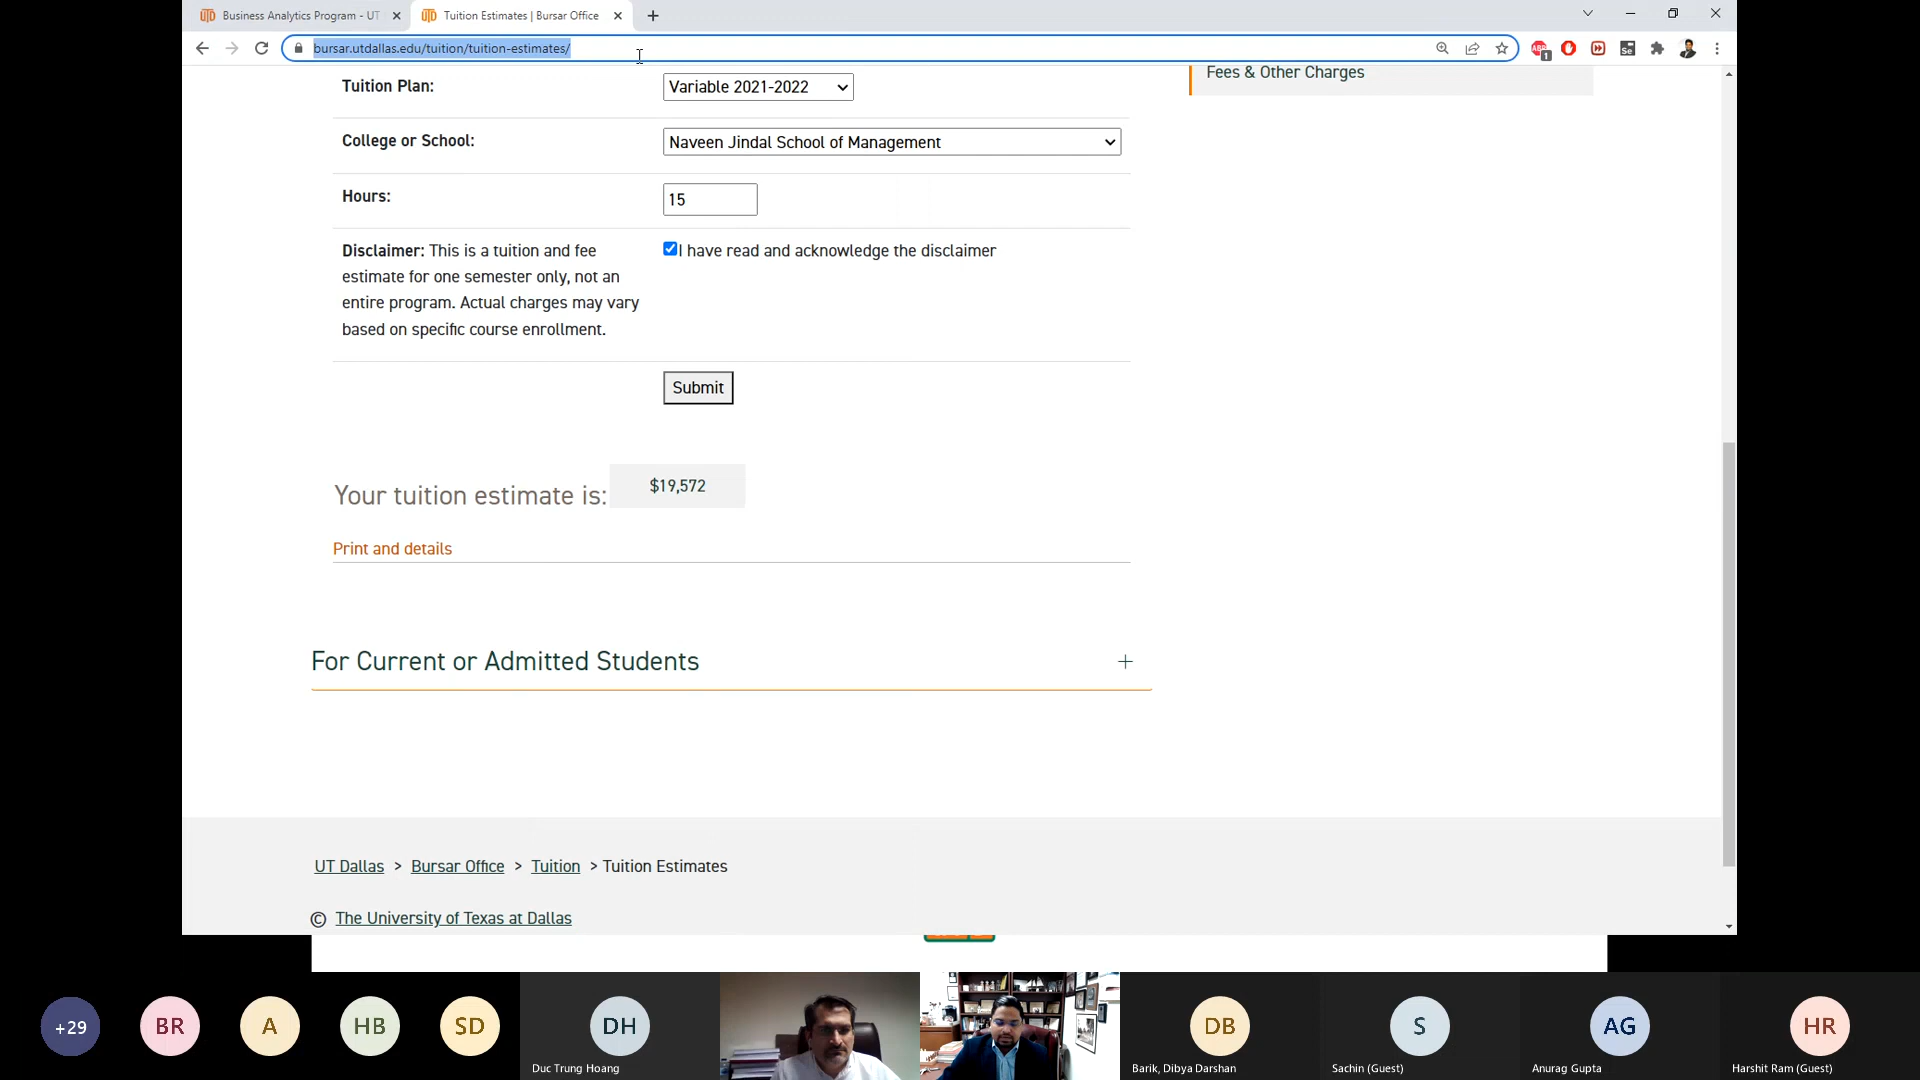 Business Analytics Program - UT
Tuition Estimates | Bursar Office
bursar.utdallas.edu/tuition/tuition-estimates/
Tuition Plan:
Variable 2021-2022
Fees & Other Charges
College or School:
Naveen Jindal School of Management
Hours:
15
Disclaimer: This is a tuition and fee
estimate for one semester only, not an
entire program. Actual charges may vary
based on specific course enrollment.
I have read and acknowledge the disclaimer
Submit
Your tuition estimate is:
$19,572
Print and details
For Current or Admitted Students
UT Dallas > Bursar Office > Tuition > Tuition Estimates
© The University of Texas at Dallas
+29
BR
A
HB
SD
DH
Duc Trung Hoang
DB
Barik, Dibya Darshan
S
Sachin (Guest)
AG
Anurag Gupta
HR
Harshit Ram (Guest)